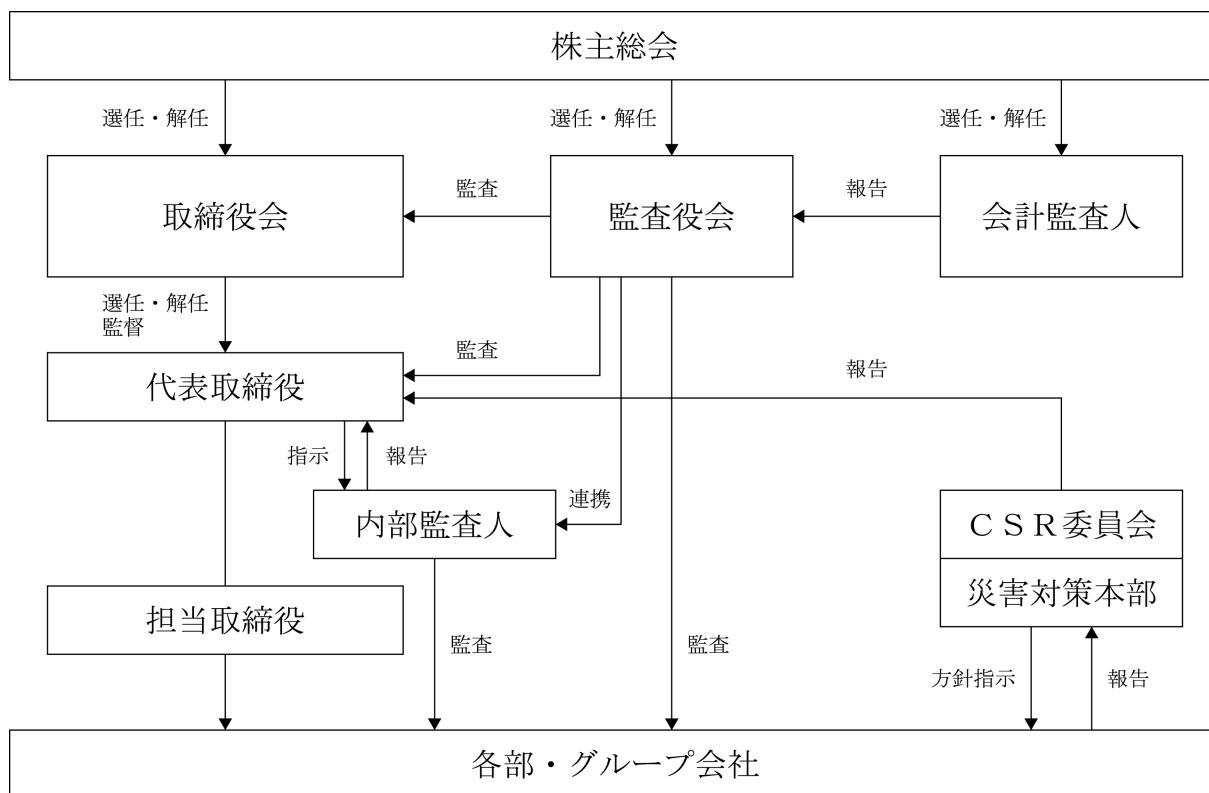 株主総会
選任・解任
選任・解任
選任・解任
取締役会
監査
監査役会
報告
会計監査人
選任・解任
監督
監査
代表取締役
報告
指示
報告
内部監査人
連携
ＣＳＲ委員会
災害対策本部
担当取締役
監査
監査
方針指示
報告
各部・グループ会社